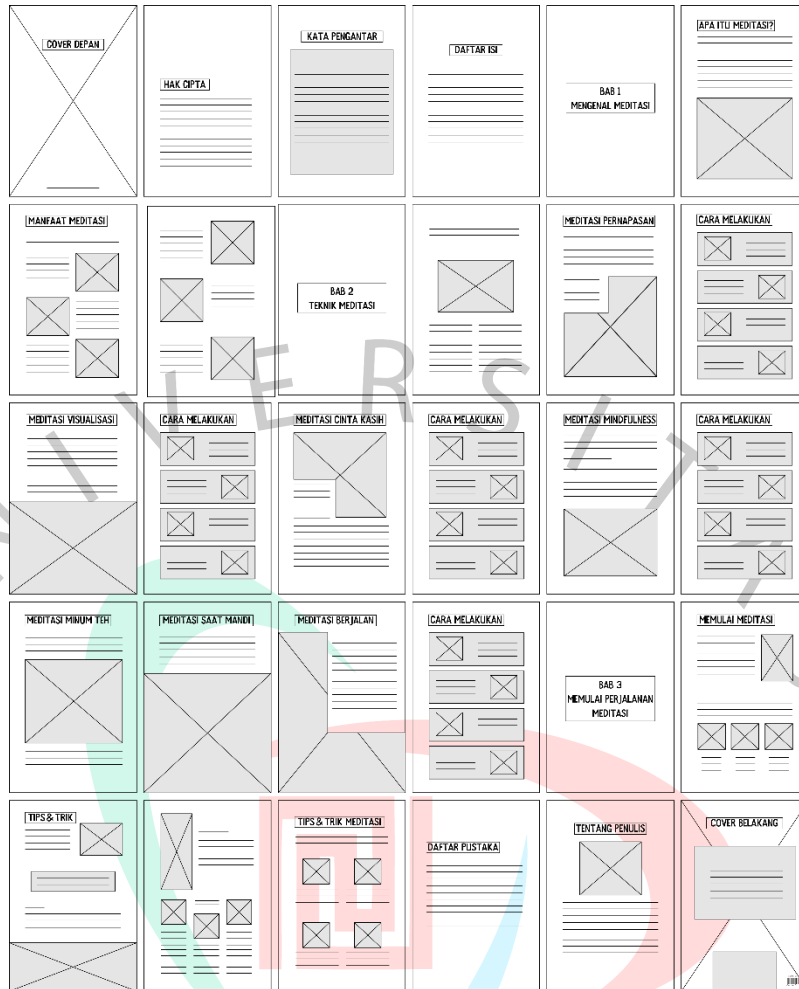 COVER DEPAN
HAK CIPTA
KATA PENGANTAR
DAFTAR ISI
BAB 1
MENGENAL MEDITASI
APA ITU MEDITASI?
MANFAAT MEDITASI
BAB 2
TEKNIK MEDITASI
MEDITASI PERNAPASAN
CARA MELAKUKAN
MEDITASI VISUALISASI
CARA MELAKUKAN
MEDITASI CINTA KASIH
CARA MELAKUKAN
MEDITASI MINDFULNESS
CARA MELAKUKAN
MEDITASI MINUM TEH
MEDITASI SAAT MANDI
MEDITASI BERJALAN
CARA MELAKUKAN
BAB 3
MEMULAI PERJALANAN
MEDITASI
MEMULAI MEDITASI
TIPS & TRIK
TIPS & TRIK MEDITASI
DAFTAR PUSTAKA
TENTANG PENULIS
COVER BELAKANG